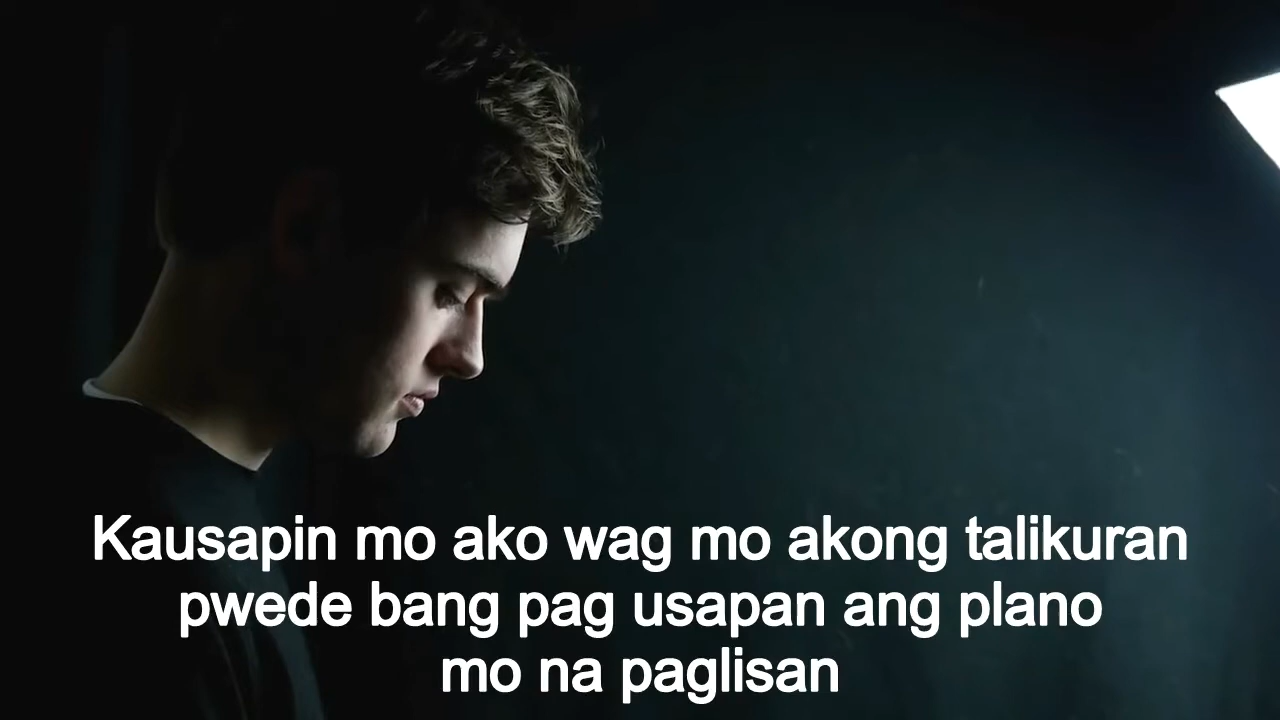 Kausapin mo ako wag mo akong talikuran
pwede bang pag usapan ang plano
mo na paglisan